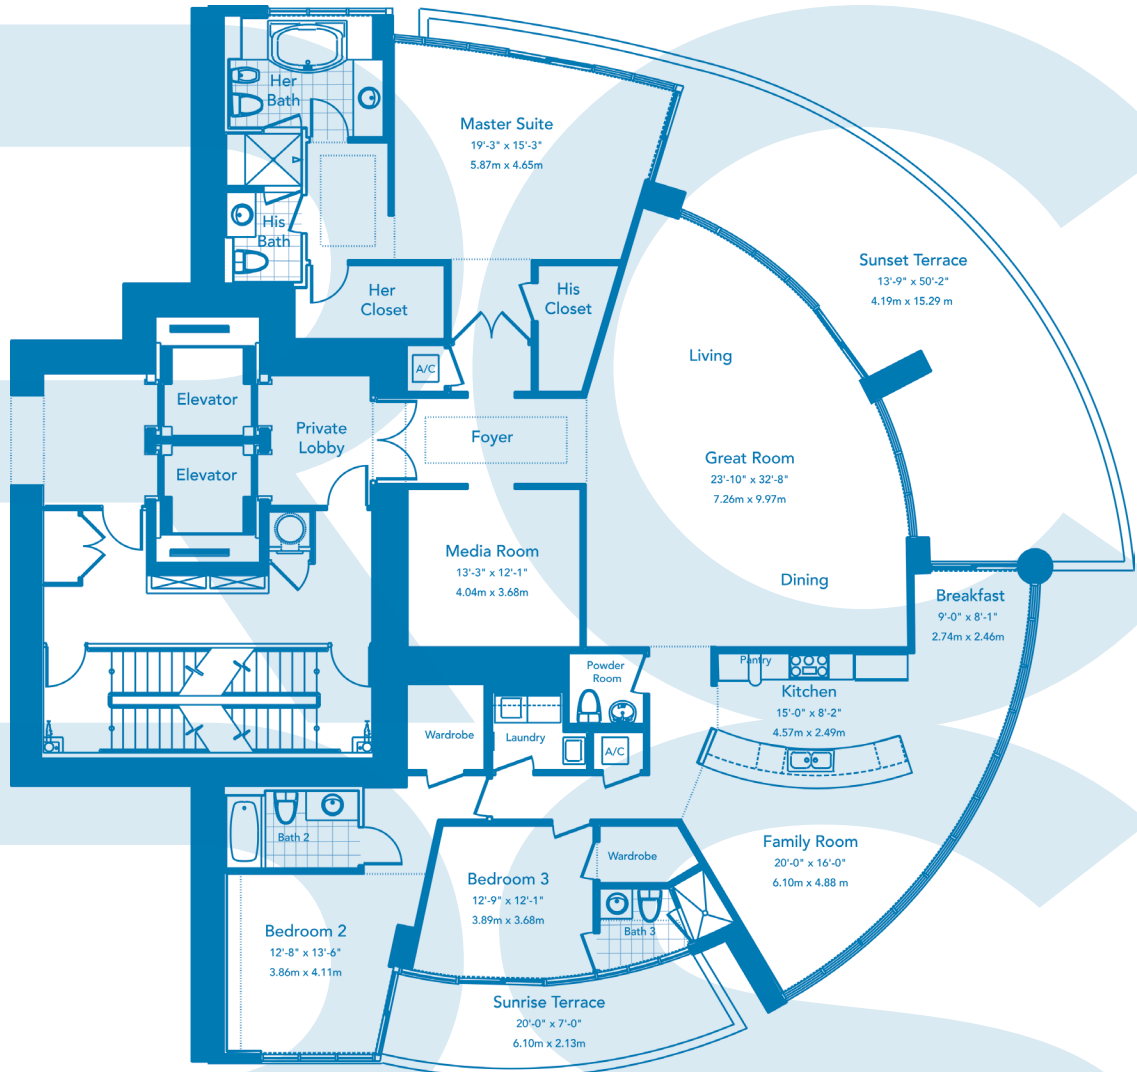 Her
Bath
Master Suite
19'-3" x 15'-3"
5.87m x 4.65m
His
Bath
Sunset Terrace
13'-9" x 50'-2"
4.19m x 15.29 m
Her
Closet
His
Closet
Living
A/C
Elevator
Private
Lobby
Foyer
Great Room
23'-10" x 32'-8"
7.26m x 9.97m
Elevator
Media Room
13'-3" x 12'-1"
4.04m x 3.68m
Dining
Breakfast
9'-0" x 8'-1"
2.74m x 2.46m
Powder
Room
Pantry
Kitchen
15'-0" x 8'-2"
4.57m x 2.49m
Wardrobe
Laundry
A/C
Bath 2
Family Room
20'-0" x 16'-0"
6.10m x 4.88 m
Wardrobe
Bedroom 3
12'-9" x 12'-1"
3.89m x 3.68m
Bath 3
Bedroom 2
12'-8" x 13'-6"
3.86m x 4.11m
Sunrise Terrace
20'-0" x 7'-0"
6.10m x 2.13m